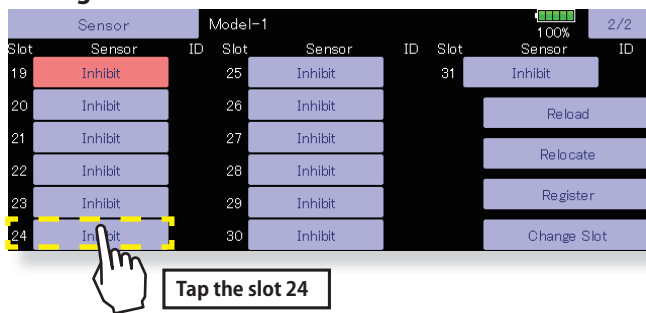 Sensor Model-1 100% 2/2
Slot Sensor ID Slot Sensor ID Slot Sensor ID
19 Inhibit 25 Inhibit 31 Inhibit
20 Inhibit 26 Inhibit Reload
21 Inhibit 27 Inhibit Relocate
22 Inhibit 28 Inhibit Register
23 Inhibit 29 Inhibit
24 Inhibit 30 Inhibit Change Slot
Tap the slot 24